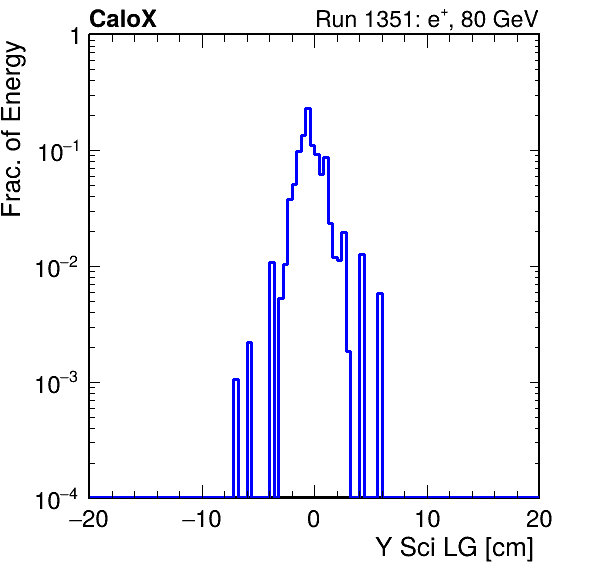 CaloX Run 1351: e⁺, 80 GeV
Frac. of Energy
1
10⁻¹
10⁻²
10⁻³
10⁻⁴
−20 −10 0 10 20
Y Sci LG [cm]